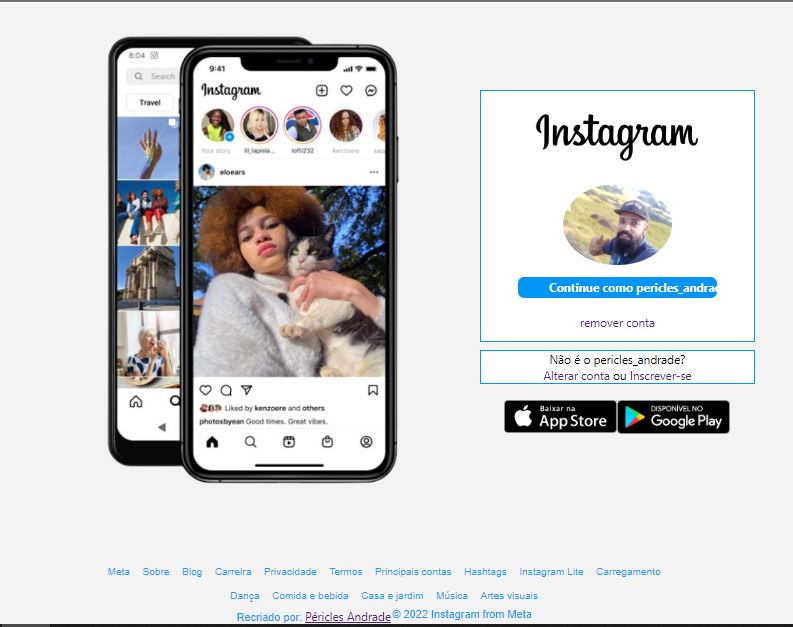 8:04
Search
Travel
9:41
Instagram
Your story
lil_lapisla...
lofti232
kenzoere
eloears
Liked by kenzoere and others
photosbyean Good times. Great vibes.
Instagram
Continue como pericles_andra
remover conta
Não é o pericles_andrade?
Alterar conta ou Inscrever-se
Baixar na
App Store
DISPONÍVEL NO
Google Play
Meta Sobre Blog Carreira Privacidade Termos Principais contas Hashtags Instagram Lite Carregamento
Dança Comida e bebida Casa e jardim Música Artes visuais
Recriado por: Péricles Andrade © 2022 Instagram from Meta